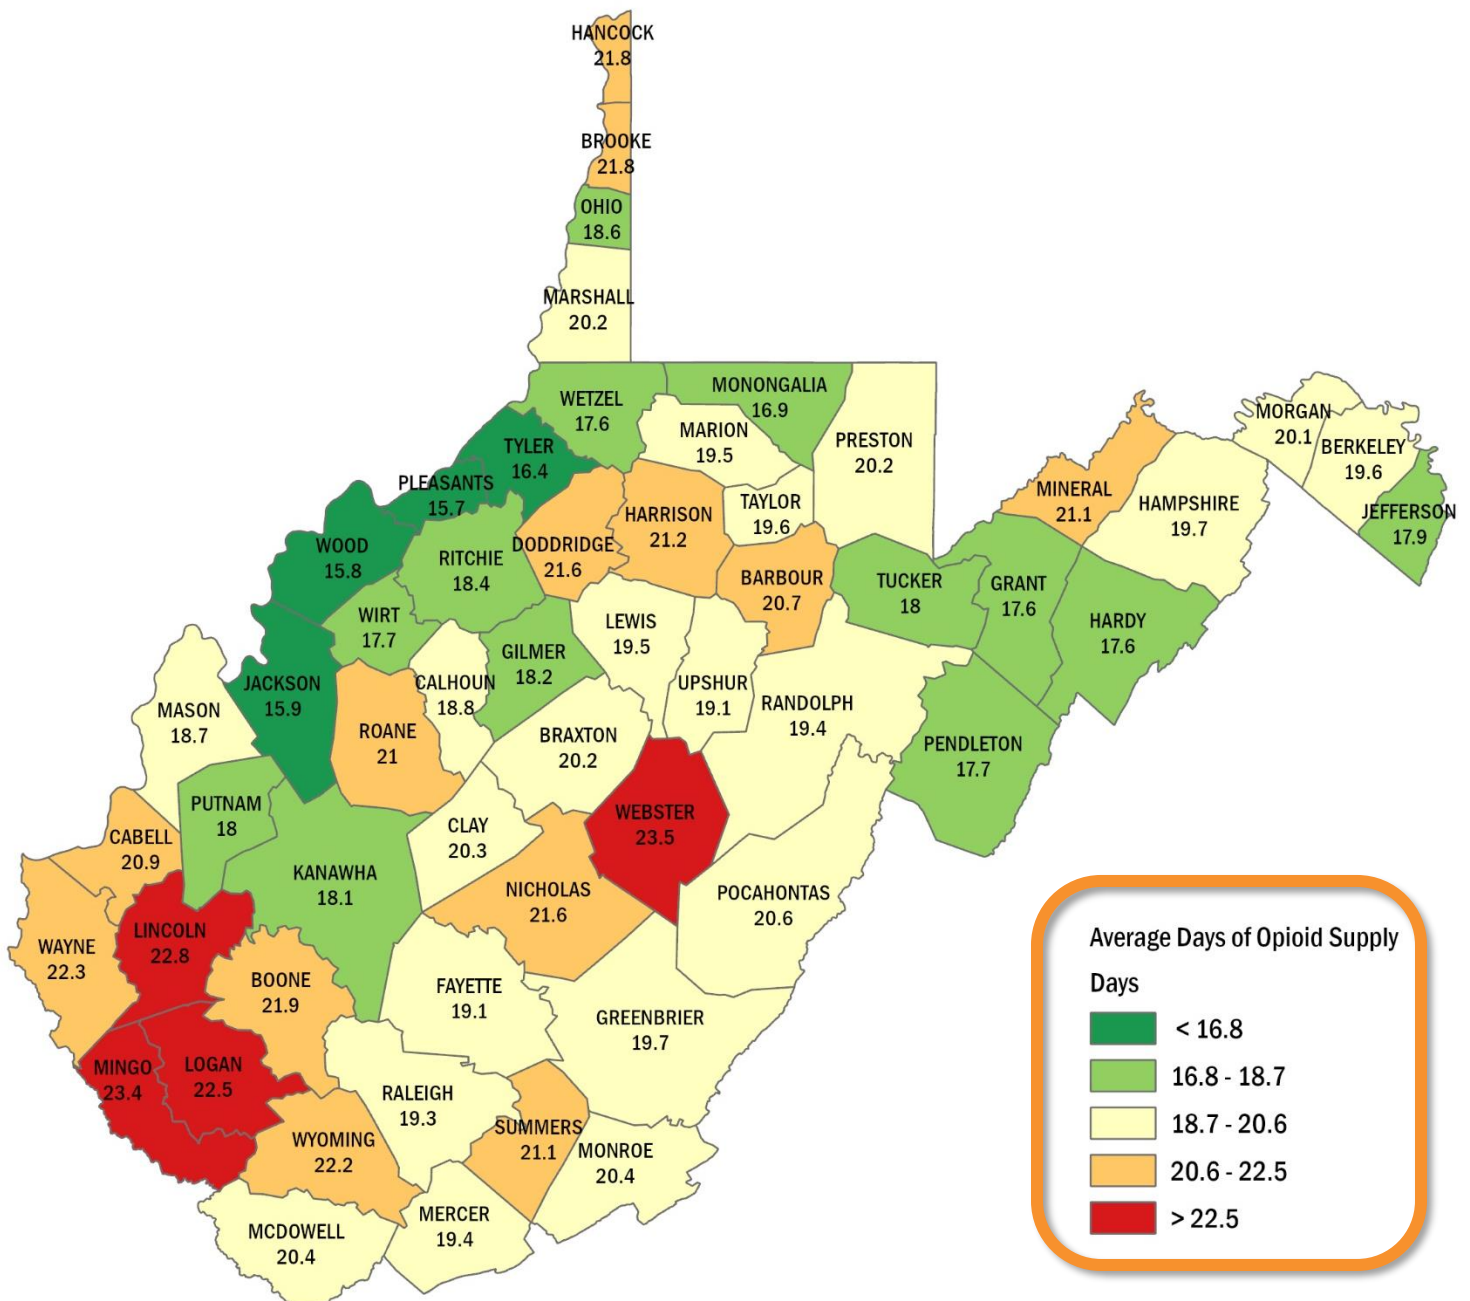 HANCOCK
21.8
BROOKE
21.8
OHIO
18.6
MARSHALL
20.2
WETZEL
17.6
MONONGALIA
16.9
MARION
19.5
PRESTON
20.2
TYLER
16.4
PLEASANTS
15.7
TAYLOR
19.6
HARRISON
21.2
DODDRIDGE
21.6
RITCHIE
18.4
WOOD
15.8
BARBOUR
20.7
TUCKER
18
GRANT
17.6
MINERAL
21.1
HAMPSHIRE
19.7
MORGAN
20.1
BERKELEY
19.6
JEFFERSON
17.9
HARDY
17.6
WIRT
17.7
LEWIS
19.5
GILMER
18.2
CALHOUN
18.8
UPSHUR
19.1
RANDOLPH
19.4
JACKSON
15.9
MASON
18.7
ROANE
21
BRAXTON
20.2
PENDLETON
17.7
PUTNAM
18
CLAY
20.3
WEBSTER
23.5
CABELL
20.9
KANAWHA
18.1
NICHOLAS
21.6
POCAHONTAS
20.6
LINCOLN
22.8
WAYNE
22.3
BOONE
21.9
FAYETTE
19.1
GREENBRIER
19.7
MINGO
23.4
LOGAN
22.5
RALEIGH
19.3
SUMMERS
21.1
MONROE
20.4
WYOMING
22.2
MCDOWELL
20.4
MERCER
19.4
Average Days of Opioid Supply
Days
< 16.8
16.8 - 18.7
18.7 - 20.6
20.6 - 22.5
> 22.5